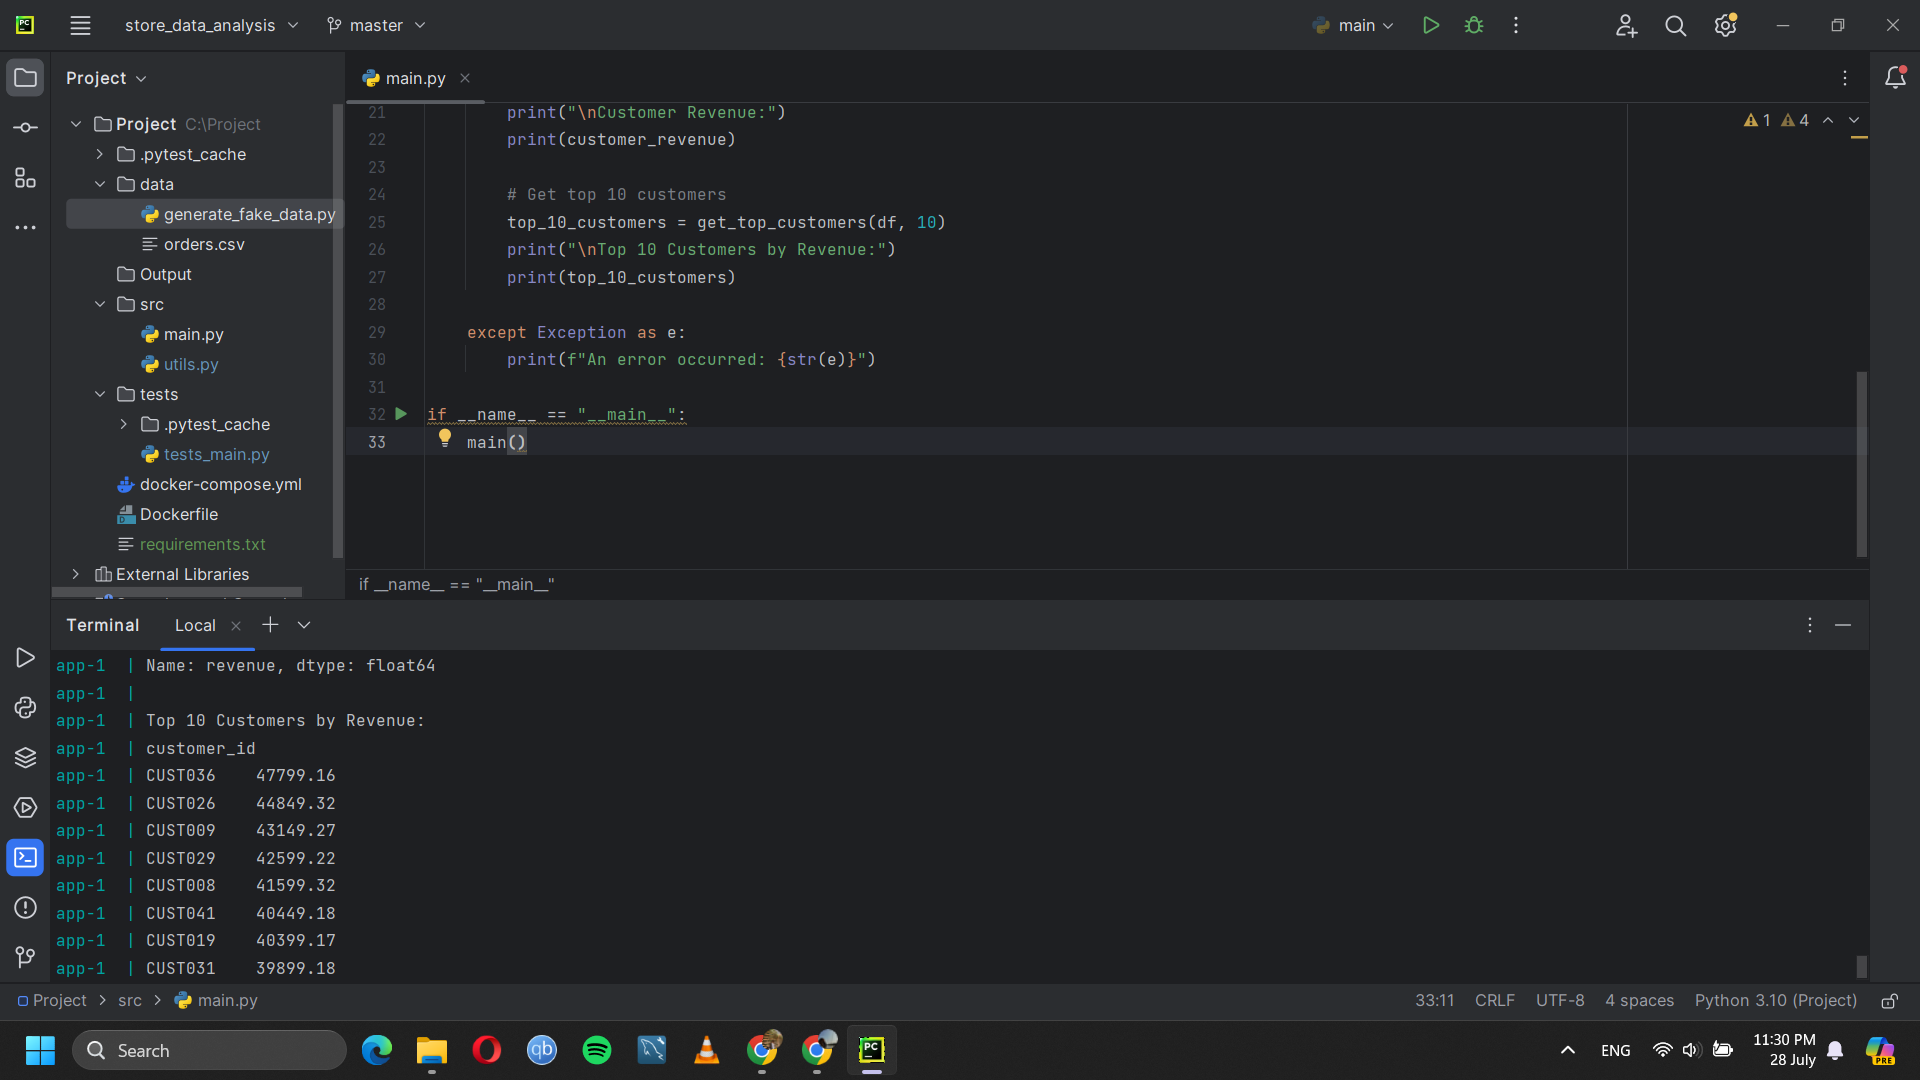 store_data_analysis
master
main
Project
main.py
Project C:\Project
.pytest_cache
data
generate_fake_data.py
orders.csv
Output
src
main.py
utils.py
tests
.pytest_cache
tests_main.py
docker-compose.yml
Dockerfile
requirements.txt
External Libraries
21 print("\nCustomer Revenue:")
22 print(customer_revenue)
23
24 # Get top 10 customers
25 top_10_customers = get_top_customers(df, 10)
26 print("\nTop 10 Customers by Revenue:")
27 print(top_10_customers)
28
29 except Exception as e:
30 print(f"An error occurred: {str(e)}")
31
32 if __name__ == "__main__":
33 main()
1 4
if __name__ == "__main__"
Terminal Local
app-1 | Name: revenue, dtype: float64
app-1 |
app-1 | Top 10 Customers by Revenue:
app-1 | customer_id
app-1 | CUST036 47799.16
app-1 | CUST026 44849.32
app-1 | CUST009 43149.27
app-1 | CUST029 42599.22
app-1 | CUST008 41599.32
app-1 | CUST041 40449.18
app-1 | CUST019 40399.17
app-1 | CUST031 39899.18
Project > src > main.py
33:11 CRLF UTF-8 4 spaces Python 3.10 (Project)
Search
ENG
11:30 PM
28 July
PC
qb
PRE